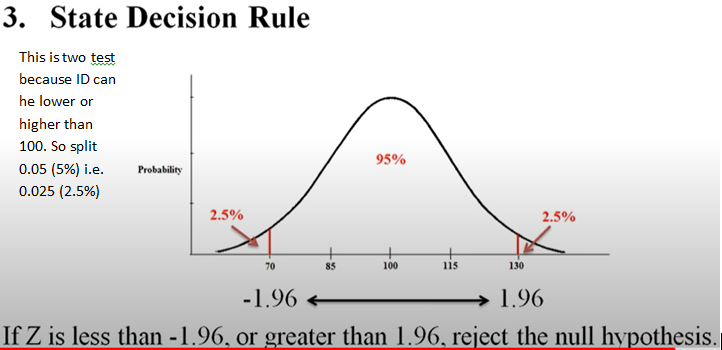 3. State Decision Rule
This is two test
because ID can
he lower or
higher than
100. So split
0.05 (5%) i.e.
0.025 (2.5%)
Probability
95%
2.5%
2.5%
70 85 100 115 130
-1.96 1.96
If Z is less than -1.96, or greater than 1.96, reject the null hypothesis.